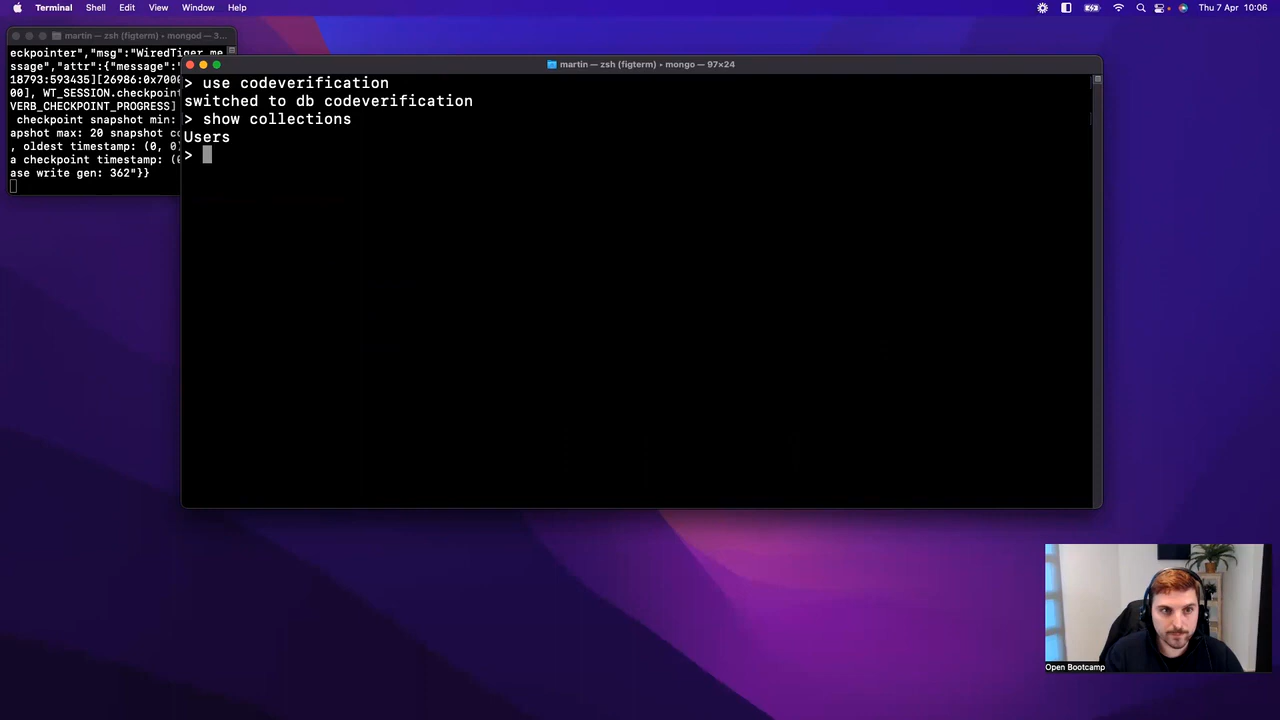 Terminal Shell Edit View Window Help
Thu 7 Apr 10:06
martin — zsh (figterm) • mongod — 3...
eckpointer","msg":"WiredTiger me
ssage","attr":{"message":"
18793:593435][26986:0x7000
00], WT_SESSION.checkpoint
VERB_CHECKPOINT_PROGRESS]
checkpoint snapshot min:
apshot max: 20 snapshot co
, oldest timestamp: (0, 0)
a checkpoint timestamp: (0
ase write gen: 362"}}
martin — zsh (figterm) • mongo — 97×24
> use codeverification
switched to db codeverification
> show collections
Users
>
Open Bootcamp